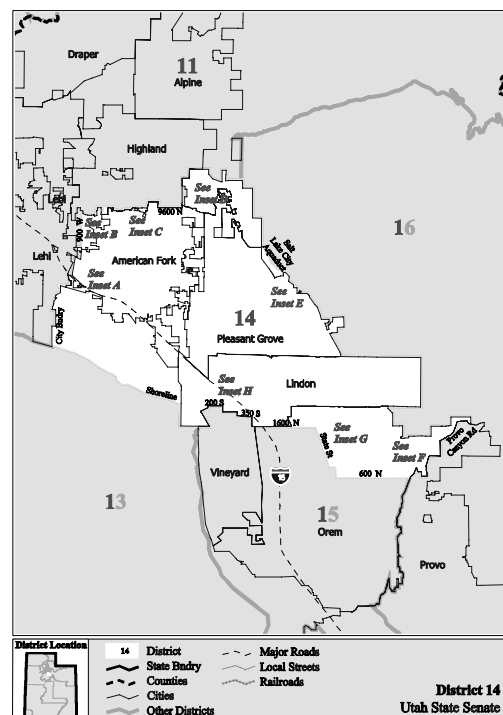 Draper
11
Alpine
Highland
Lehi
See
9600 N
900 W
See
Inset B
See
Inset C
16
Salt
Lake City
Aqueduct
Lehi
American Fork
See
Inset A
See
Inset E
City Bndry
14
Pleasant Grove
Shoreline
See
Inset H
Lindon
200 S
350 S
1600 N
State St
See
Inset G
See
Inset F
Provo
Canyon Rd
600 N
Vineyard
15
13
15
Orem
Provo
District Location
14 District
State Bndry
Counties
Cities
Other Districts
Major Roads
Local Streets
Railroads
District 14
Utah State Senate